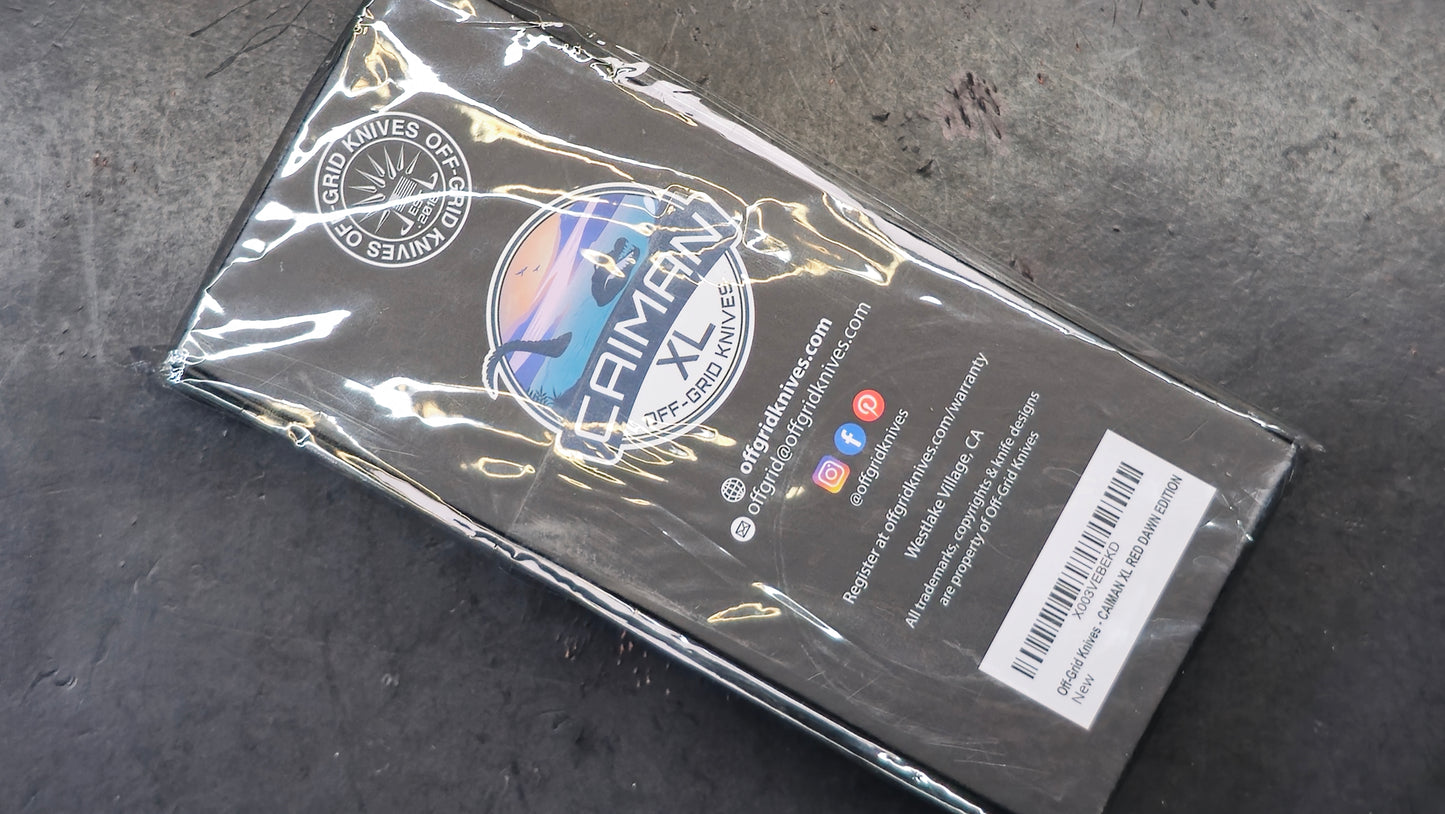 OFF-GRID KNIVES OFF-GRID KNIVES
EST.
2016
CAIMAN
XL
OFF-GRID KNIVES
offgridknives.com
offgrid@offgridknives.com
@offgridknives
Register at offgridknives.com/warranty
Westlake Village, CA
All trademarks, copyrights & knife designs
are property of Off-Grid Knives
X003VEBEKD
Off-Grid Knives - CAIMAN XL RED DAWN EDITION
New